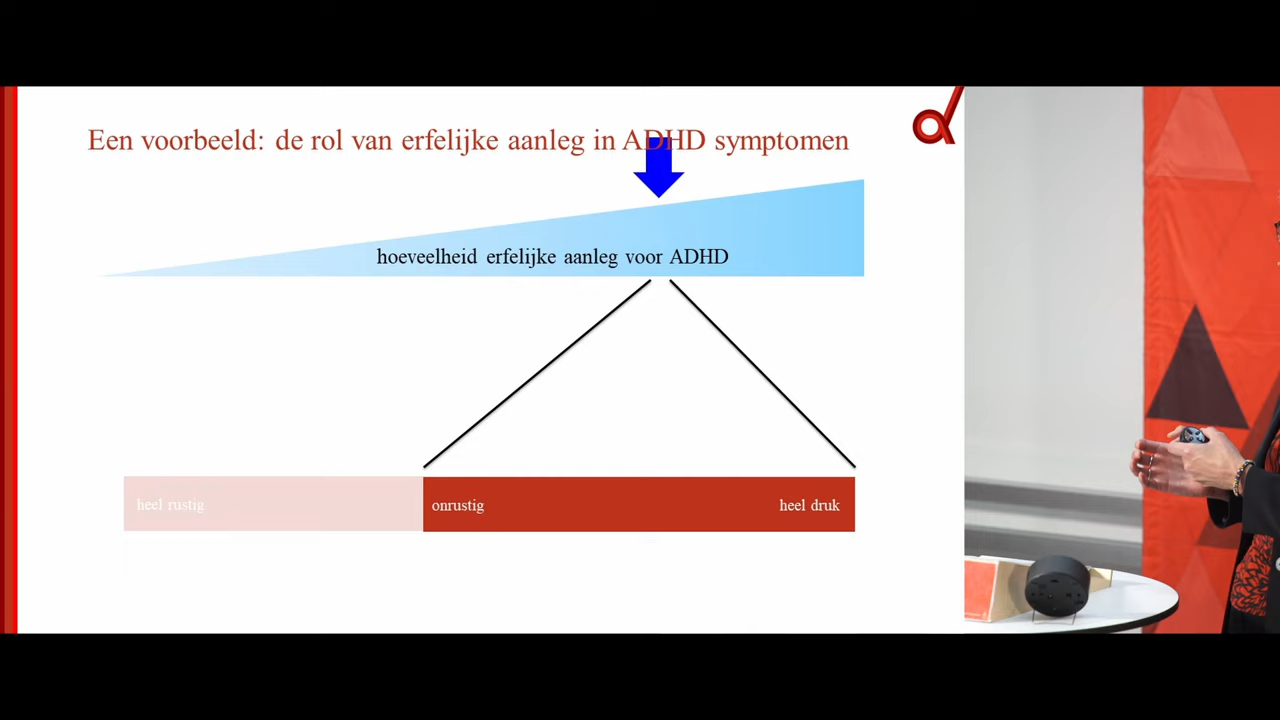 Een voorbeeld: de rol van erfelijke aanleg in ADHD symptomen
hoeveelheid erfelijke aanleg voor ADHD
heel rustig
onrustig
heel druk